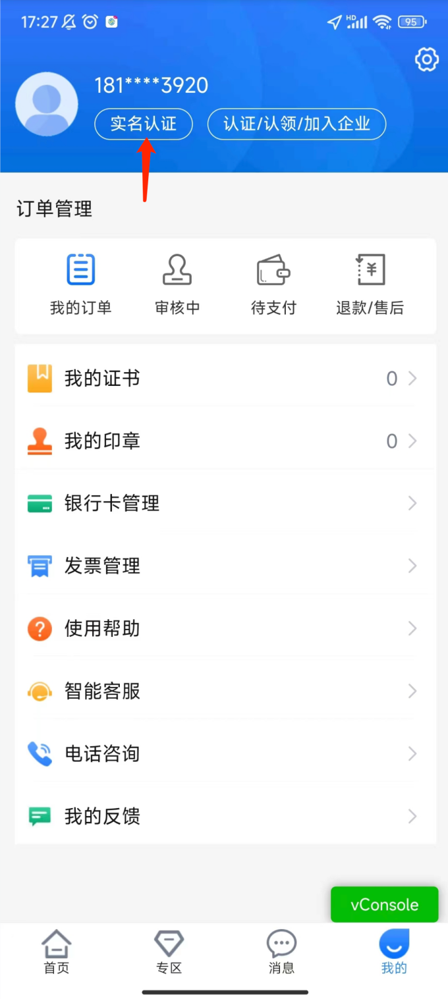 17:27 HD 95
181****3920
实名认证 认证/认领/加入企业
订单管理
我的订单 审核中 待支付 退款/售后
我的证书 0
我的印章 0
银行卡管理
发票管理
使用帮助
智能客服
电话咨询
我的反馈
vConsole
首页 专区 消息 我的